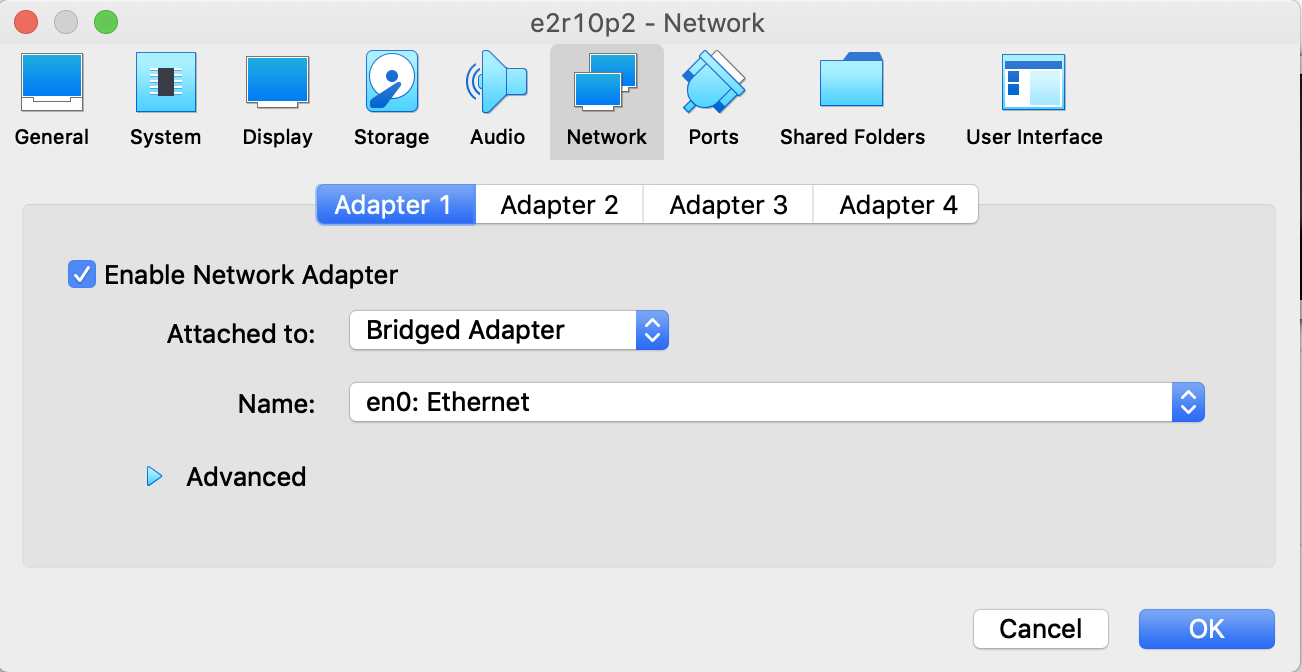 e2r10p2 - Network
General System Display Storage Audio Network Ports Shared Folders User Interface
Adapter 1 Adapter 2 Adapter 3 Adapter 4
Enable Network Adapter
Attached to: Bridged Adapter
Name: en0: Ethernet
Advanced
Cancel OK